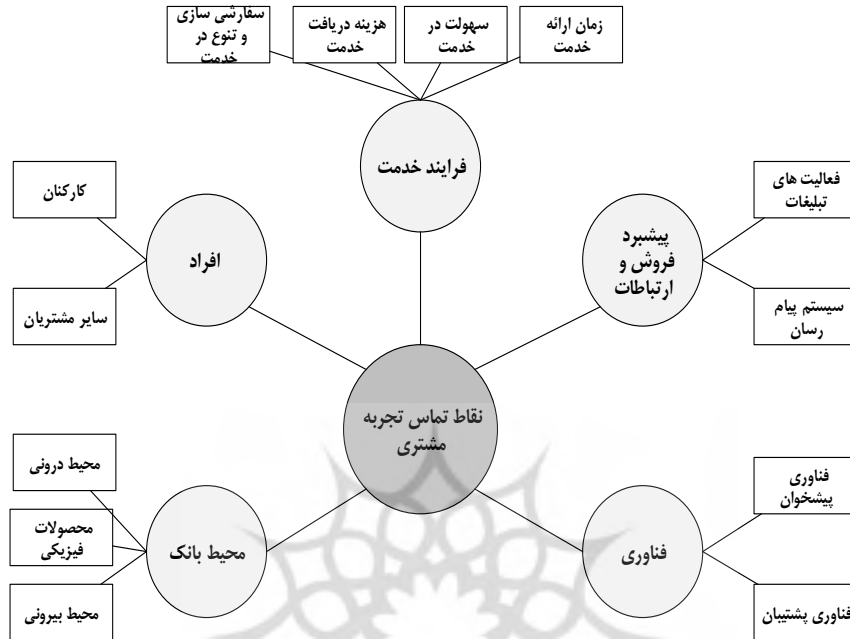 زمان ارائه
خدمت
سهولت در
خدمت
هزینه دریافت
خدمت
سفارشی سازی
و تنوع در
خدمت
فرایند خدمت
فعالیت های
تبلیغات
سیستم پیام
رسان
پیشبرد
فروش و
ارتباطات
کارکنان
سایر مشتریان
افراد
نقاط تماس تجربه
مشتری
فناوری
پیشخوان
فناوری پشتیبان
فناوری
محیط درونی
محصولات
فیزیکی
محیط بیرونی
محیط بانک